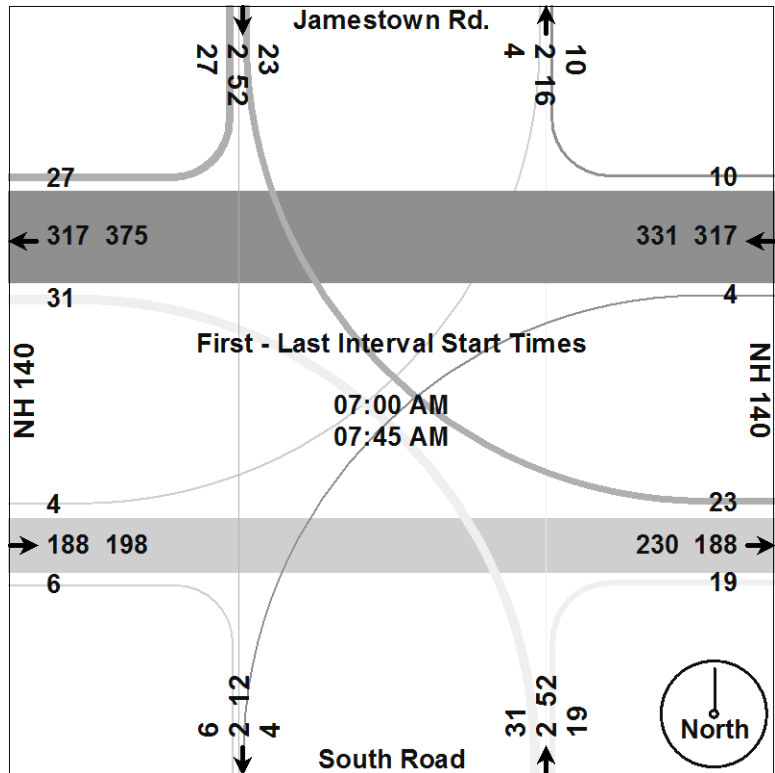 Jamestown Rd.
27 2 52 23
4 2 16 10
27
10
317 375
331 317
31
4
First - Last Interval Start Times
NH 140
07:00 AM
07:45 AM
NH 140
4
23
188 198
230 188
6
19
6 2 12 4
31 2 52 19
South Road
North